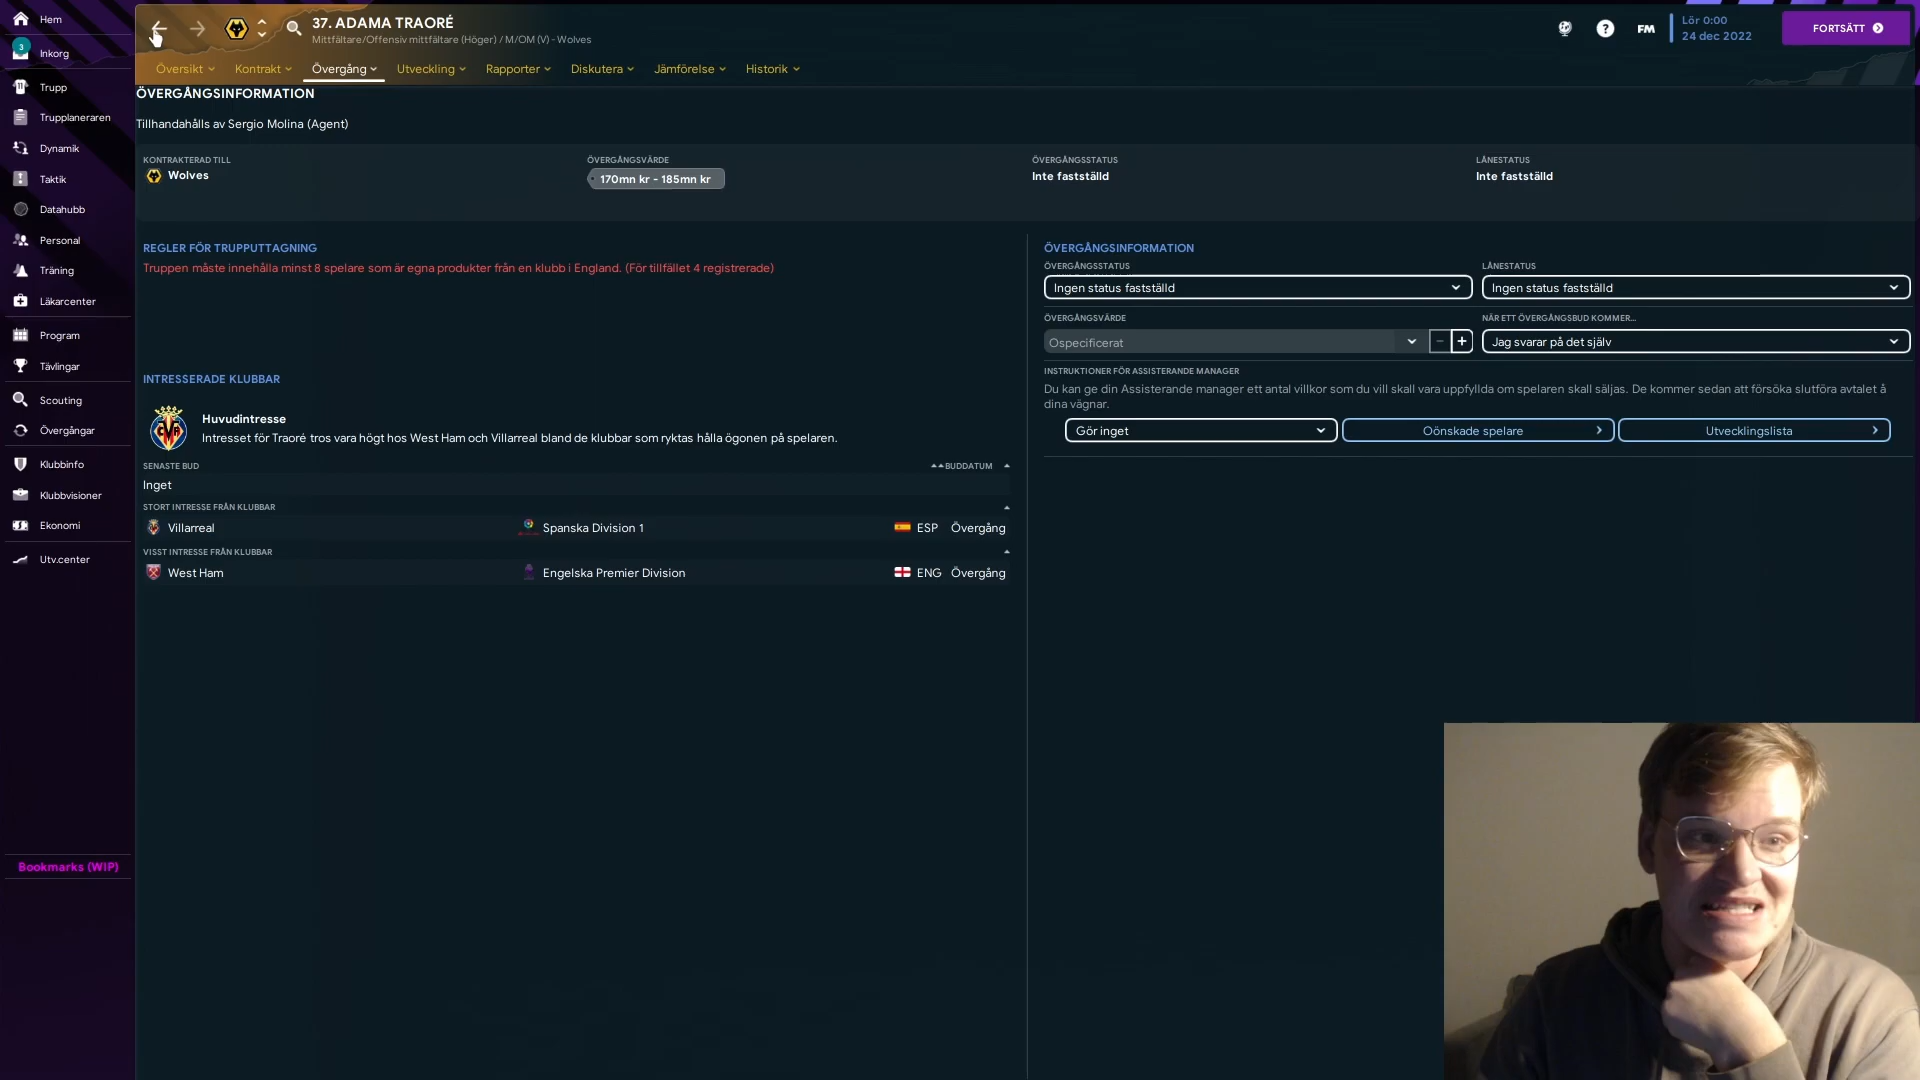 Hem
3
Inkorg
Trupp
Trupplaneraren
Dynamik
Taktik
Datahubb
Personal
Träning
Läkarcenter
Program
Tävlingar
Scouting
Övergångar
Klubbinfo
Klubbvisioner
Ekonomi
Utv.center
Bookmarks (WIP)
37. ADAMA TRAORÉ
Mittfältare/Offensiv mittfältare (Höger) / M/OM (V) - Wolves
FM
Lör 0:00
24 dec 2022
FORTSÄTT
Översikt
Kontrakt
Övergång
Utveckling
Rapporter
Diskutera
Jämförelse
Historik
ÖVERGÅNGSINFORMATION
Tillhandahålls av Sergio Molina (Agent)
KONTRAKTERAD TILL
Wolves
ÖVERGÅNGSVÄRDE
170mn kr - 185mn kr
ÖVERGÅNGSSTATUS
Inte fastställd
LÅNESTATUS
Inte fastställd
REGLER FÖR TRUPPUTTAGNING
Truppen måste innehålla minst 8 spelare som är egna produkter från en klubb i England. (För tillfället 4 registrerade)
INTRESSERADE KLUBBAR
Huvudintresse
Intresset för Traoré tros vara högt hos West Ham och Villarreal bland de klubbar som ryktas hålla ögonen på spelaren.
SENASTE BUD
BUDDATUM
Inget
STORT INTRESSE FRÅN KLUBBAR
Villarreal
Spanska Division 1
ESP
Övergång
VISST INTRESSE FRÅN KLUBBAR
West Ham
Engelska Premier Division
ENG
Övergång
ÖVERGÅNGSINFORMATION
ÖVERGÅNGSSTATUS
Ingen status fastställd
LÅNESTATUS
Ingen status fastställd
ÖVERGÅNGSVÄRDE
Ospecificerat
NÄR ETT ÖVERGÅNGSBUD KOMMER...
Jag svarar på det själv
INSTRUKTIONER FÖR ASSISTERANDE MANAGER
Du kan ge din Assisterande manager ett antal villkor som du vill skall vara uppfyllda om spelaren skall säljas. De kommer sedan att försöka slutföra avtalet å
dina vägnar.
Gör inget
Oönskade spelare
Utvecklingslista